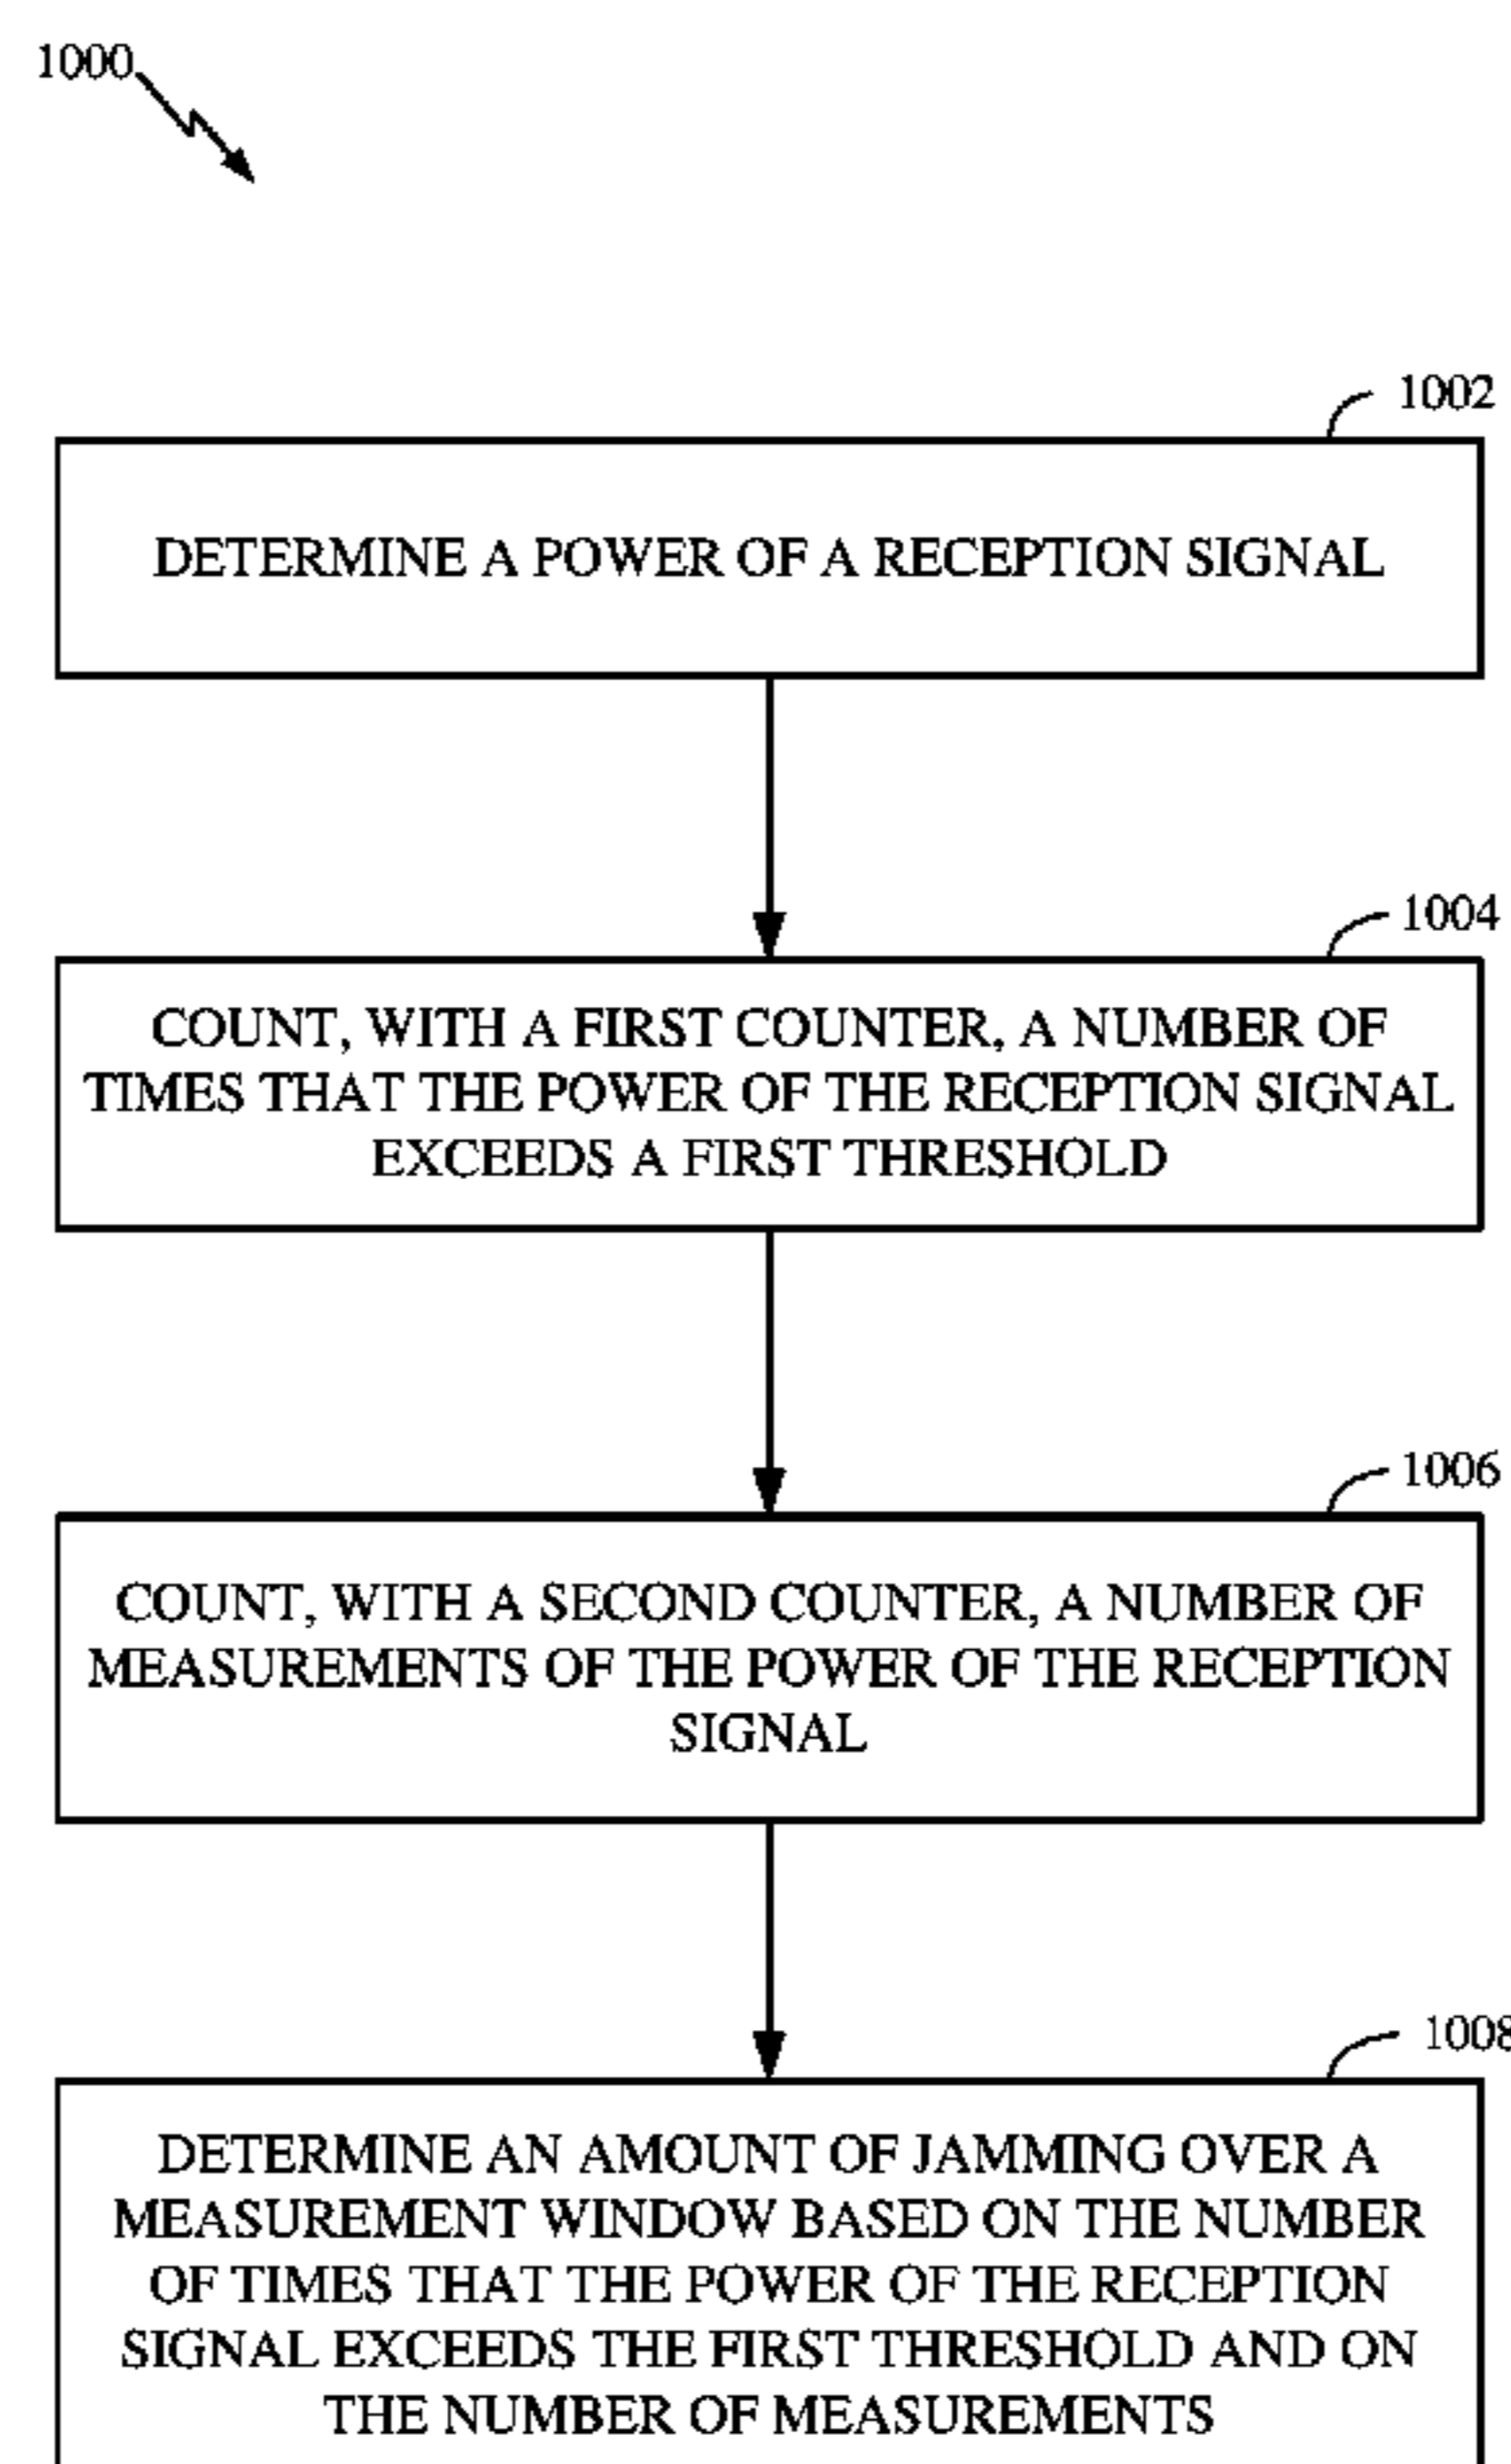 1000
1002
DETERMINE A POWER OF A RECEPTION SIGNAL
1004
COUNT, WITH A FIRST COUNTER, A NUMBER OF
TIMES THAT THE POWER OF THE RECEPTION SIGNAL
EXCEEDS A FIRST THRESHOLD
1006
COUNT, WITH A SECOND COUNTER, A NUMBER OF
MEASUREMENTS OF THE POWER OF THE RECEPTION
SIGNAL
1008
DETERMINE AN AMOUNT OF JAMMING OVER A
MEASUREMENT WINDOW BASED ON THE NUMBER
OF TIMES THAT THE POWER OF THE RECEPTION
SIGNAL EXCEEDS THE FIRST THRESHOLD AND ON
THE NUMBER OF MEASUREMENTS